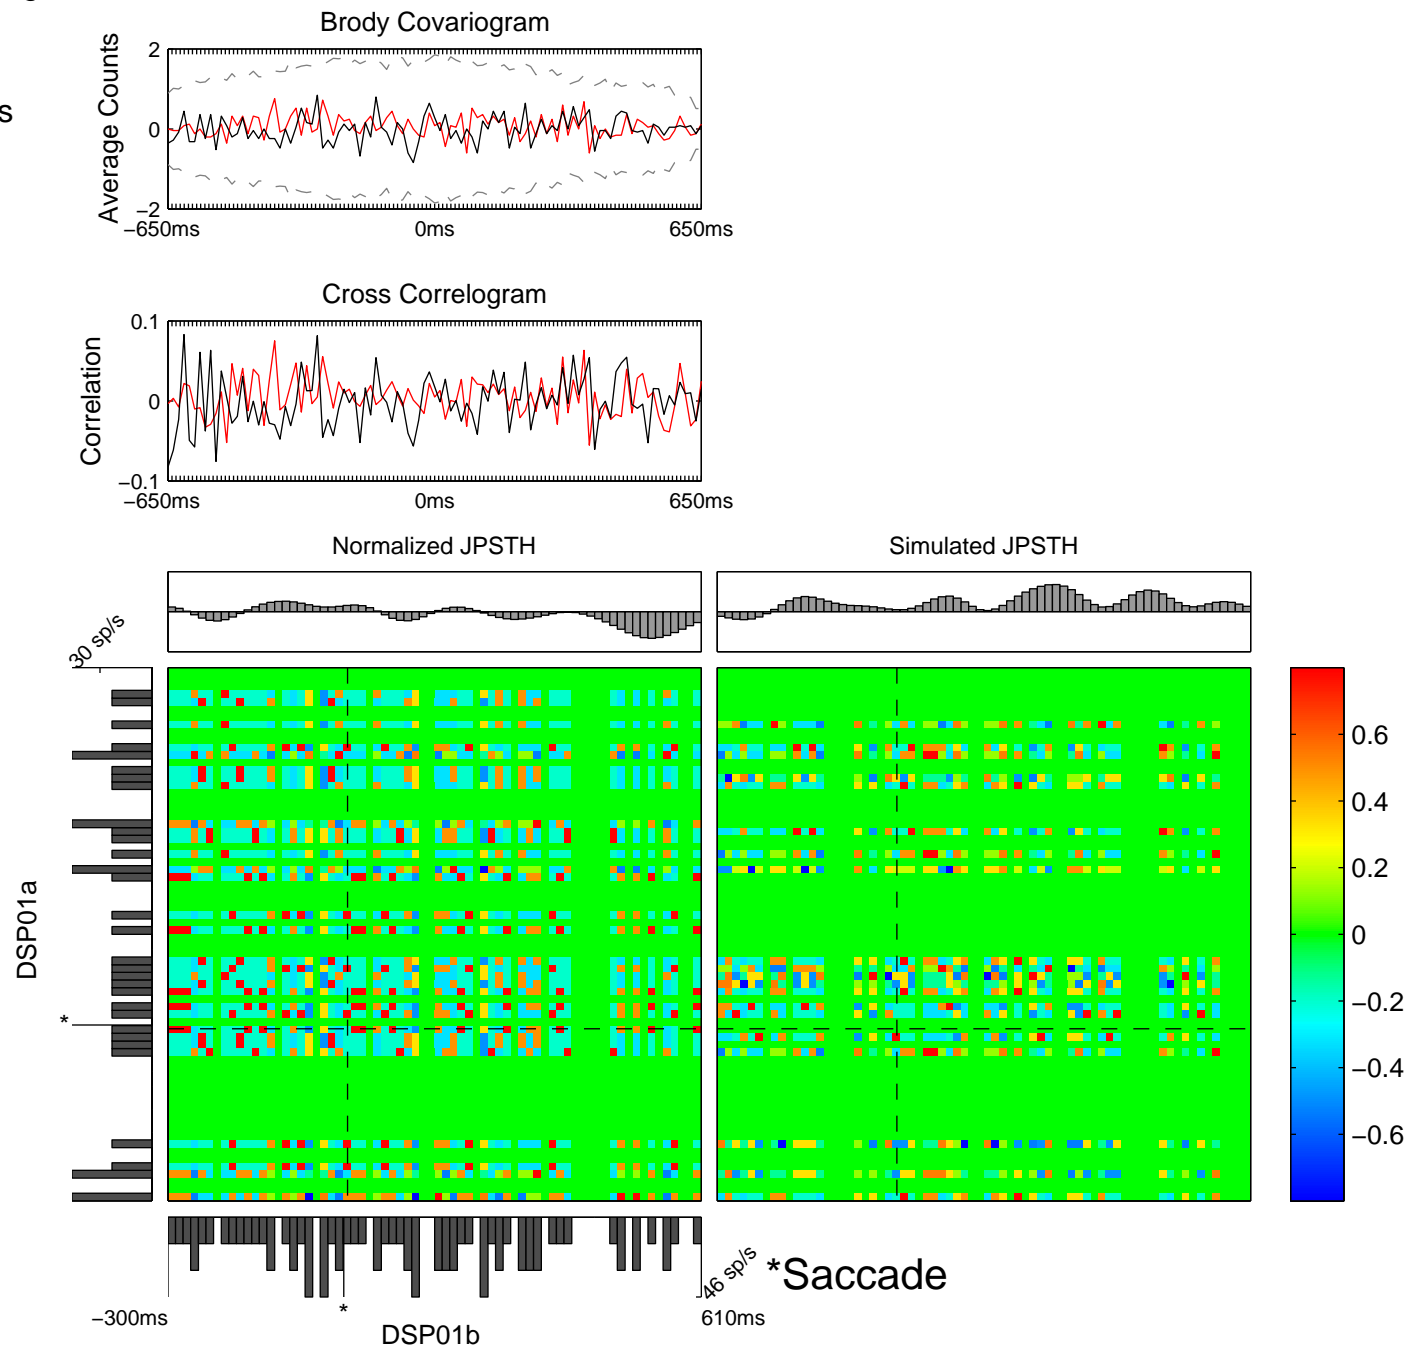 g
Brody Covariogram
Average Counts
2
0
−2
−650ms
0ms
650ms
s
Cross Correlogram
Correlation
0.1
0
−0.1
−650ms
0ms
650ms
Normalized JPSTH
Simulated JPSTH
30 sp/s
DSP01a
*
0.6
0.4
0.2
0
−0.2
−0.4
−0.6
46 sp/s
*Saccade
−300ms
*
610ms
DSP01b